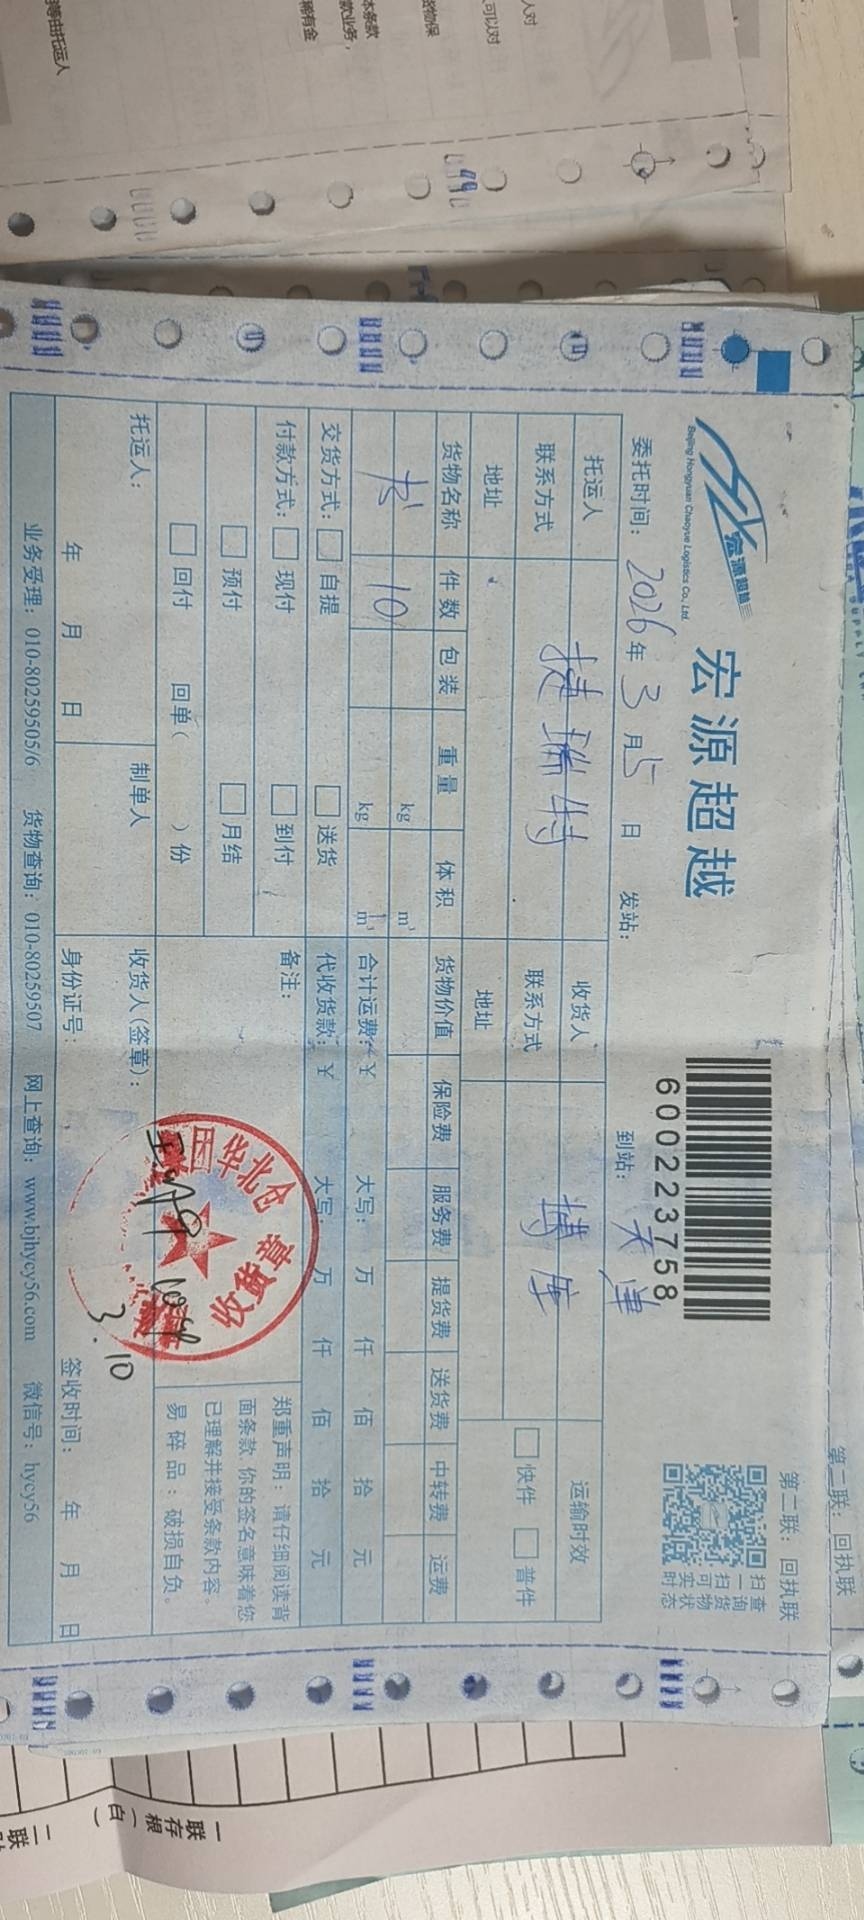 宏源超越
Beijing Hongyuan Chaoyue Logistics Co., Ltd.
宏源超越
6002223758
第二联：回执联
扫一扫可实时
查询货物状态
委托时间：2026年3月5日 发站： 到站：天津
托运人 捷瑞特 收货人 博库 运输时效
联系方式 联系方式 快件 普件
地址 地址
货物名称 件数 包装 重量 体积 货物价值 保险费 服务费 提货费 送货费 中转费 运费
书 10 kg m³
kg m³ 合计运费：¥ 大写： 万 仟 佰 拾 元
交货方式： 自提 送货 代收货款：¥ 大写： 万 仟 佰 拾 元
付款方式： 现付 到付 备注：
预付 月结
回付 回单（ ）份
郑重声明：请仔细阅读背
面条款 你的签名意味着您
已理解并接受条款内容。
易碎品：破损自负。
华北仓
收货章
托运人： 制单人 收货人(签章)：
3.10
年 月 日 身份证号： 签收时间： 年 月 日
业务受理：010-80259505/6 货物查询：010-80259507 网上查询：www.bjhycy56.com 微信号：hycy56
第二联：回执联
一联存根（白）